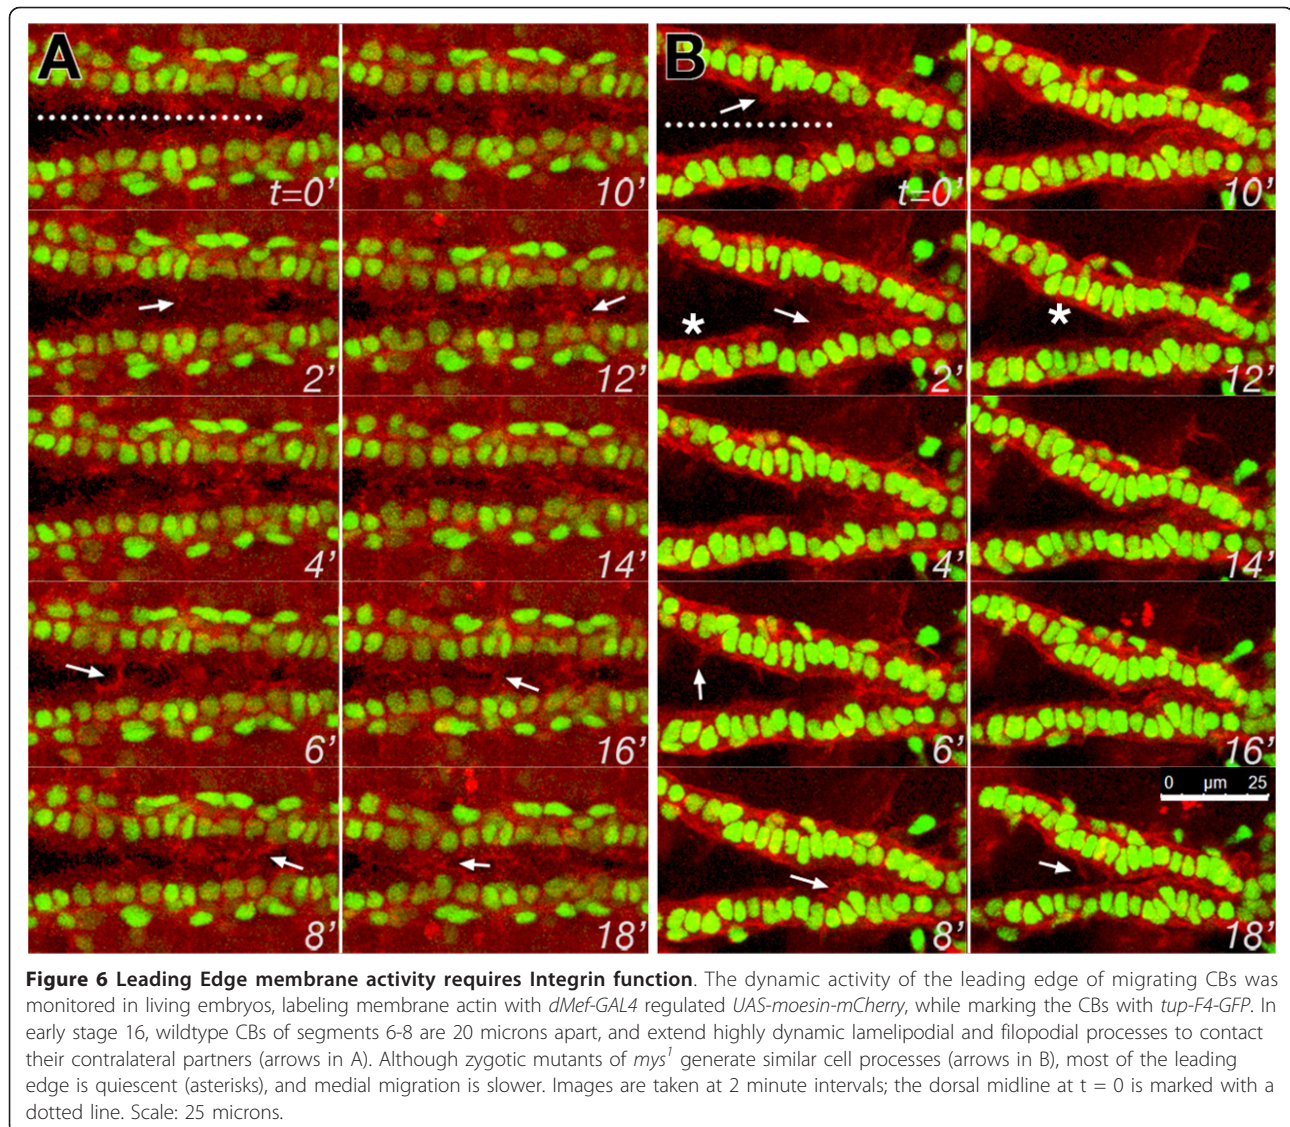 A
B
t=0'
10'
t=0'
10'
2'
12'
*
2'
*
12'
4'
14'
4'
14'
6'
16'
6'
16'
0 µm 25
8'
18'
8'
18'
Figure 6 Leading Edge membrane activity requires Integrin function. The dynamic activity of the leading edge of migrating CBs was
monitored in living embryos, labeling membrane actin with dMef-GAL4 regulated UAS-moesin-mCherry, while marking the CBs with tup-F4-GFP. In
early stage 16, wildtype CBs of segments 6-8 are 20 microns apart, and extend highly dynamic lamelipodial and filopodial processes to contact
their contralateral partners (arrows in A). Although zygotic mutants of mys¹ generate similar cell processes (arrows in B), most of the leading
edge is quiescent (asterisks), and medial migration is slower. Images are taken at 2 minute intervals; the dorsal midline at t = 0 is marked with a
dotted line. Scale: 25 microns.